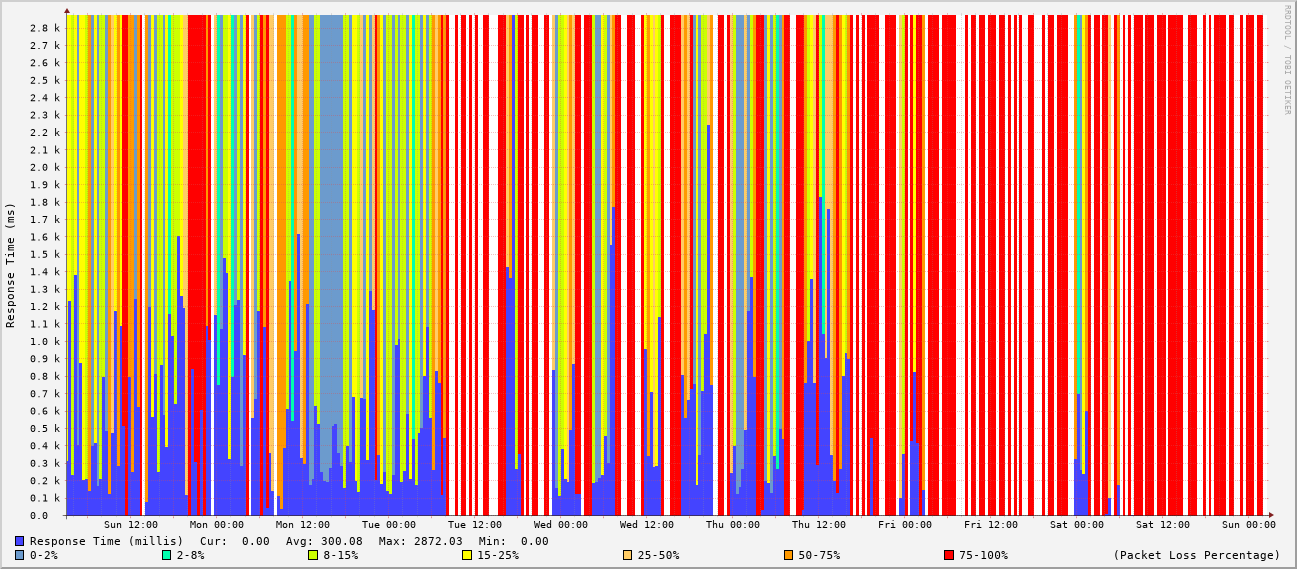 RRDTOOL / TOBI OETIKER
Response Time (ms)
2.8 k
2.7 k
2.6 k
2.5 k
2.4 k
2.3 k
2.2 k
2.1 k
2.0 k
1.9 k
1.8 k
1.7 k
1.6 k
1.5 k
1.4 k
1.3 k
1.2 k
1.1 k
1.0 k
0.9 k
0.8 k
0.7 k
0.6 k
0.5 k
0.4 k
0.3 k
0.2 k
0.1 k
0.0
Sun 12:00 Mon 00:00 Mon 12:00 Tue 00:00 Tue 12:00 Wed 00:00 Wed 12:00 Thu 00:00 Thu 12:00 Fri 00:00 Fri 12:00 Sat 00:00 Sat 12:00 Sun 00:00
Response Time (millis) Cur: 0.00 Avg: 300.08 Max: 2872.03 Min: 0.00
0-2% 2-8% 8-15% 15-25% 25-50% 50-75% 75-100% (Packet Loss Percentage)